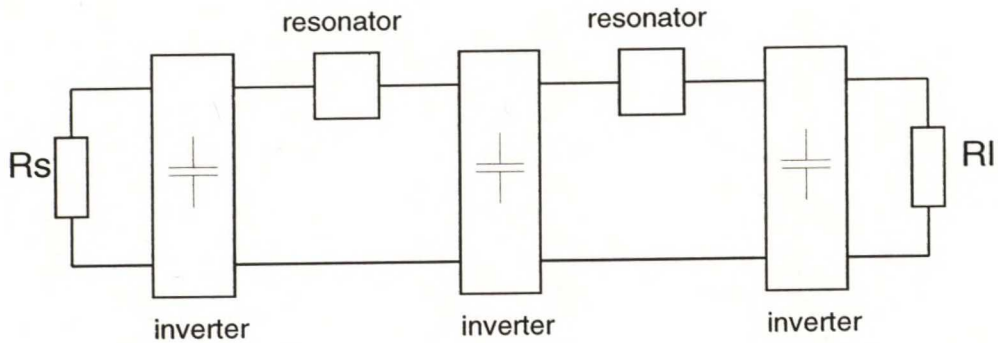 resonator
resonator
Rs
Rl
inverter
inverter
inverter